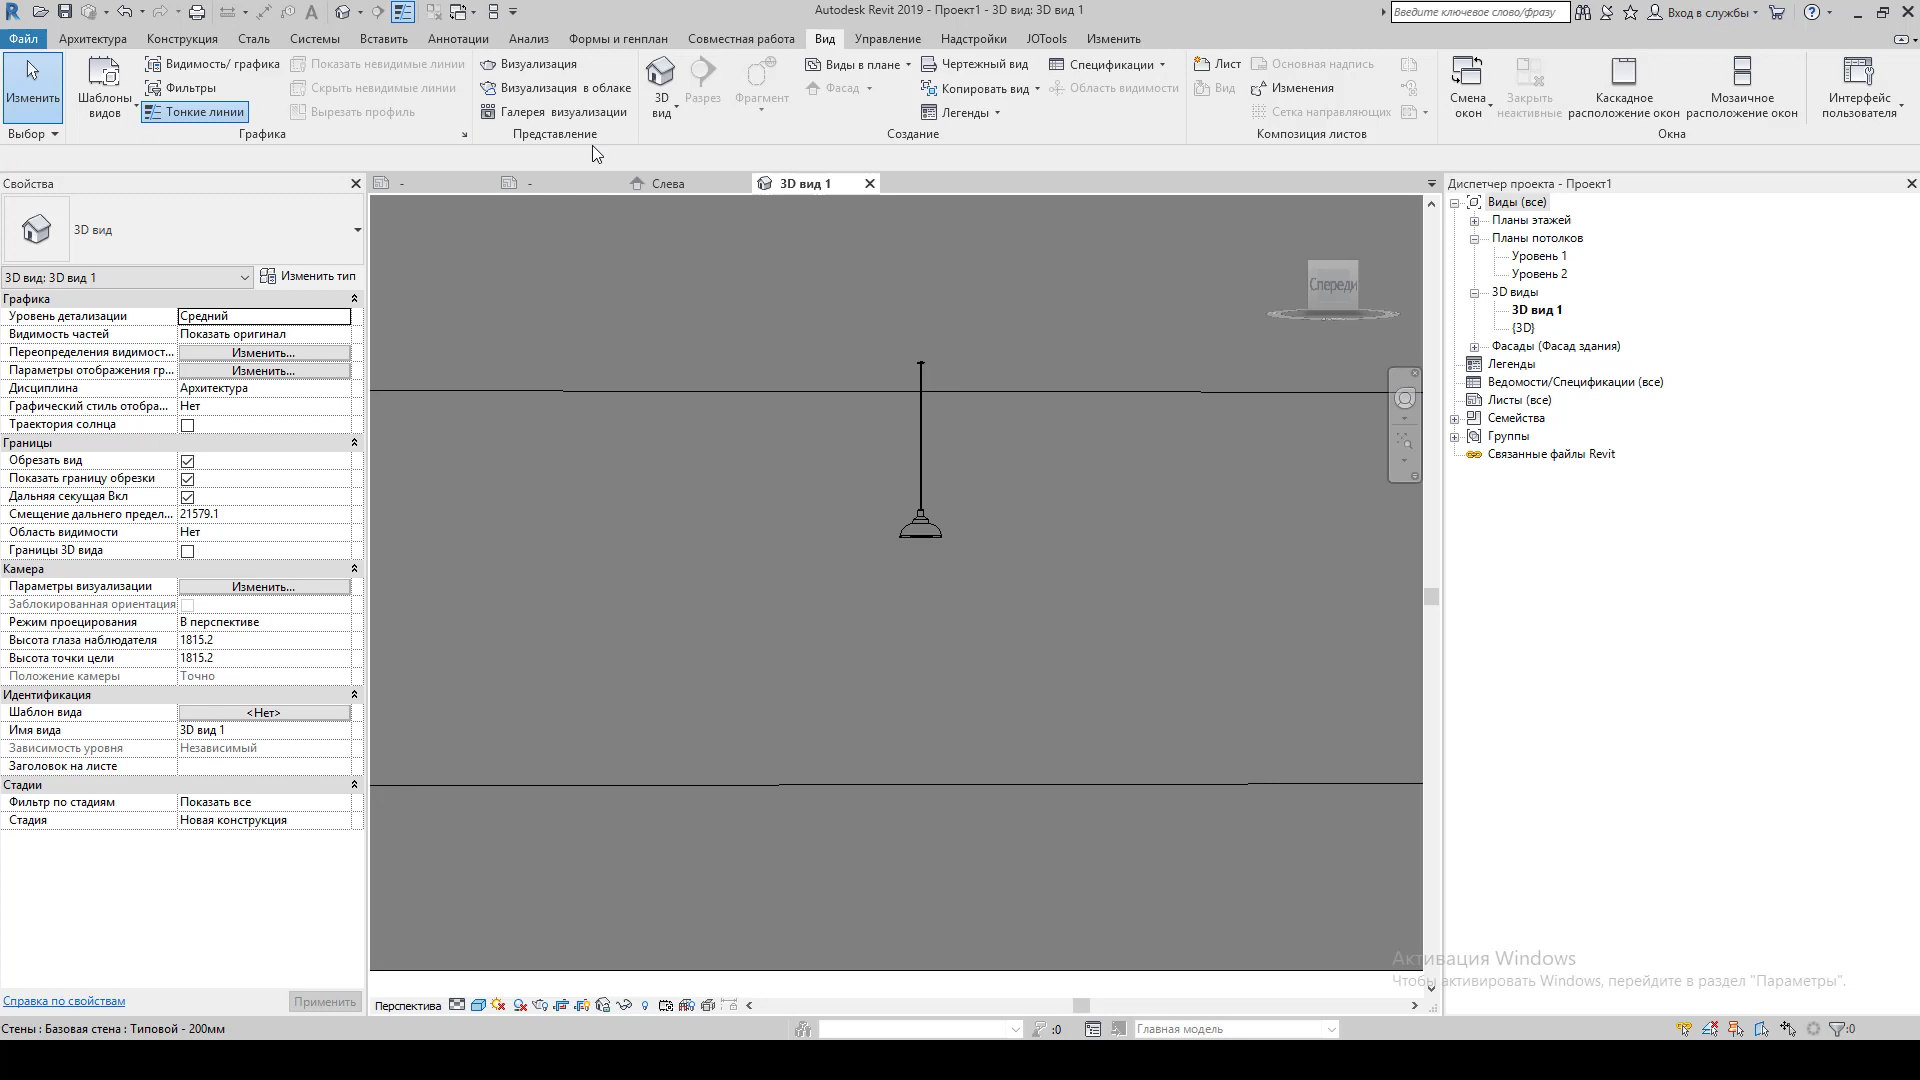 Autodesk Revit 2019 - Проект1 - 3D вид: 3D вид 1
Введите ключевое слово/фразу
Вход в службы
Файл Архитектура Конструкция Сталь Системы Вставить Аннотации Анализ Формы и генплан Совместная работа Вид Управление Надстройки JOTools Изменить
Изменить
Выбор
Шаблоны видов
Видимость/ графика
Фильтры
Тонкие линии
Показать невидимые линии
Скрыть невидимые линии
Вырезать профиль
Графика
Визуализация
Визуализация в облаке
Галерея визуализации
Представление
3D вид
Разрез
Фрагмент
Виды в плане
Фасад
Чертежный вид
Копировать вид
Легенды
Спецификации
Область видимости
Создание
Лист
Вид
Основная надпись
Изменения
Сетка направляющих
Композиция листов
Смена окон
Закрыть неактивные
Каскадное расположение окон
Мозаичное расположение окон
Окна
Интерфейс пользователя
Свойства
-
-
Слева
3D вид 1
3D вид
3D вид: 3D вид 1
Изменить тип
Графика
Уровень детализации Средний
Видимость частей Показать оригинал
Переопределения видимост... Изменить...
Параметры отображения гр... Изменить...
Дисциплина Архитектура
Графический стиль отобра... Нет
Траектория солнца
Границы
Обрезать вид
Показать границу обрезки
Дальняя секущая Вкл
Смещение дальнего предел... 21579.1
Область видимости Нет
Границы 3D вида
Камера
Параметры визуализации Изменить...
Заблокированная ориентация
Режим проецирования В перспективе
Высота глаза наблюдателя 1815.2
Высота точки цели 1815.2
Положение камеры Точно
Идентификация
Шаблон вида <Нет>
Имя вида 3D вид 1
Зависимость уровня Независимый
Заголовок на листе
Стадии
Фильтр по стадиям Показать все
Стадия Новая конструкция
Справка по свойствам
Применить
Спереди
Диспетчер проекта - Проект1
Виды (все)
Планы этажей
Планы потолков
Уровень 1
Уровень 2
3D виды
3D вид 1
{3D}
Фасады (Фасад здания)
Легенды
Ведомости/Спецификации (все)
Листы (все)
Семейства
Группы
Связанные файлы Revit
Активация Windows
Чтобы активировать Windows, перейдите в раздел "Параметры".
Перспектива
Стены : Базовая стена : Типовой - 200мм
:0
Главная модель
:0